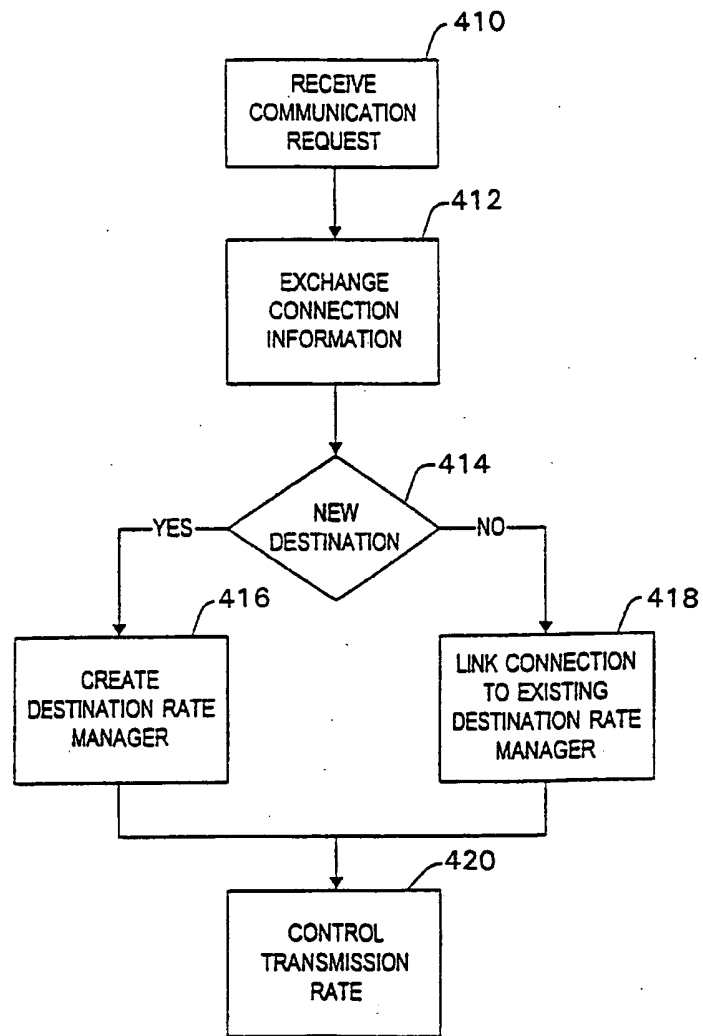 410
RECEIVE
COMMUNICATION
REQUEST
412
EXCHANGE
CONNECTION
INFORMATION
414
NEW
DESTINATION
YES
NO
416
CREATE
DESTINATION RATE
MANAGER
418
LINK CONNECTION
TO EXISTING
DESTINATION RATE
MANAGER
420
CONTROL
TRANSMISSION
RATE